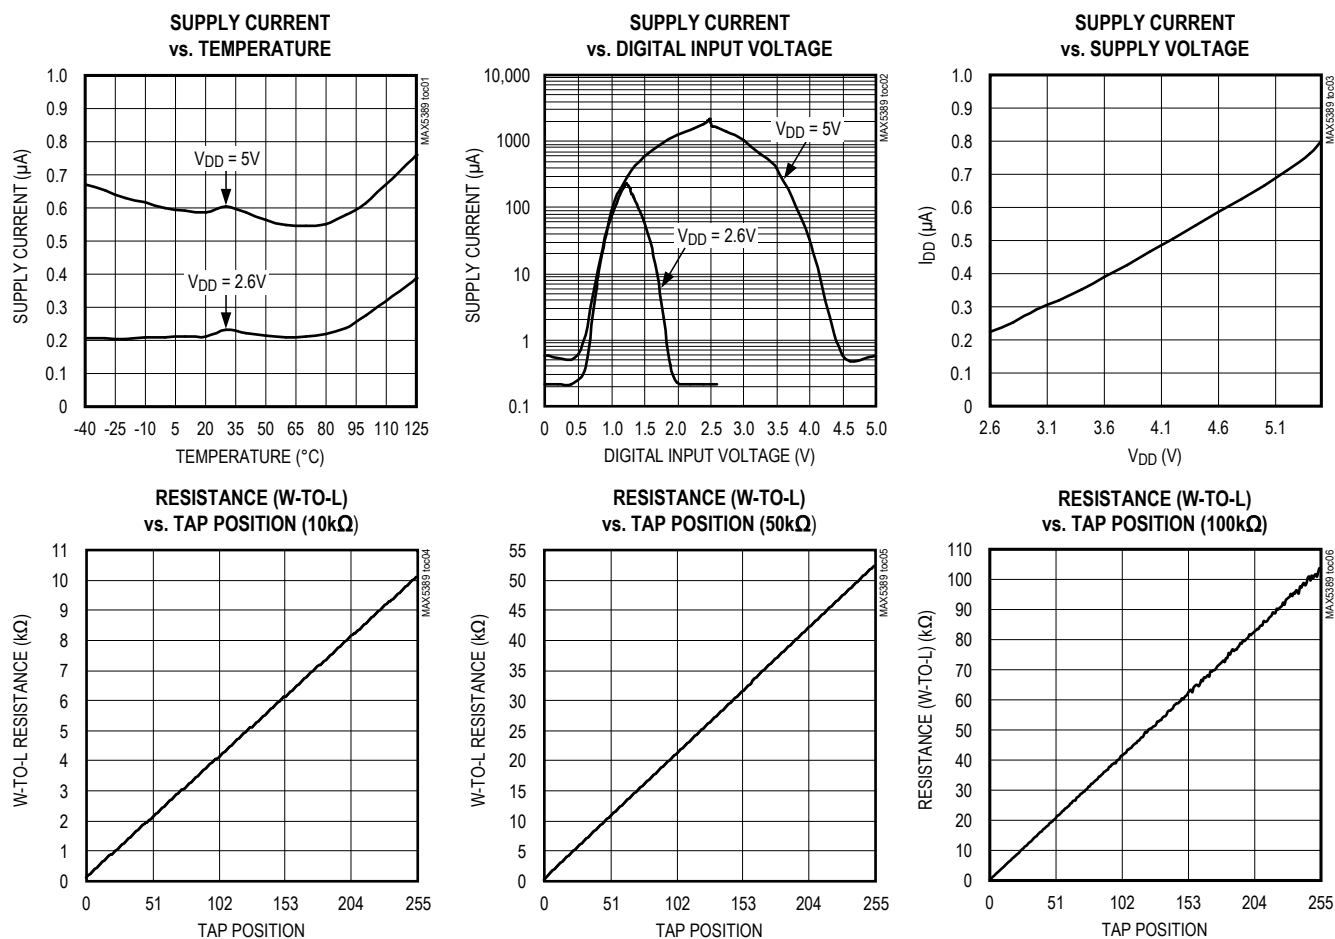 SUPPLY CURRENT
vs. TEMPERATURE
MAX5389 toc01
SUPPLY CURRENT (µA)
1.0
0.9
0.8
0.7
0.6
0.5
0.4
0.3
0.2
0.1
0
VDD = 5V
VDD = 2.6V
-40 -25 -10 5 20 35 50 65 80 95 110 125
TEMPERATURE (°C)
SUPPLY CURRENT
vs. DIGITAL INPUT VOLTAGE
MAX5389 toc02
SUPPLY CURRENT (µA)
10,000
1000
100
10
1
0.1
VDD = 5V
VDD = 2.6V
0 0.5 1.0 1.5 2.0 2.5 3.0 3.5 4.0 4.5 5.0
DIGITAL INPUT VOLTAGE (V)
SUPPLY CURRENT
vs. SUPPLY VOLTAGE
MAX5389 toc03
IDD (µA)
1.0
0.9
0.8
0.7
0.6
0.5
0.4
0.3
0.2
0.1
0
2.6 3.1 3.6 4.1 4.6 5.1
VDD (V)
RESISTANCE (W-TO-L)
vs. TAP POSITION (10kΩ)
MAX5389 toc04
W-TO-L RESISTANCE (kΩ)
11
10
9
8
7
6
5
4
3
2
1
0
0 51 102 153 204 255
TAP POSITION
RESISTANCE (W-TO-L)
vs. TAP POSITION (50kΩ)
MAX5389 toc05
W-TO-L RESISTANCE (kΩ)
55
50
45
40
35
30
25
20
15
10
5
0
0 51 102 153 204 255
TAP POSITION
RESISTANCE (W-TO-L)
vs. TAP POSITION (100kΩ)
MAX5389 toc06
RESISTANCE (W-TO-L) (kΩ)
110
100
90
80
70
60
50
40
30
20
10
0
0 51 102 153 204 255
TAP POSITION